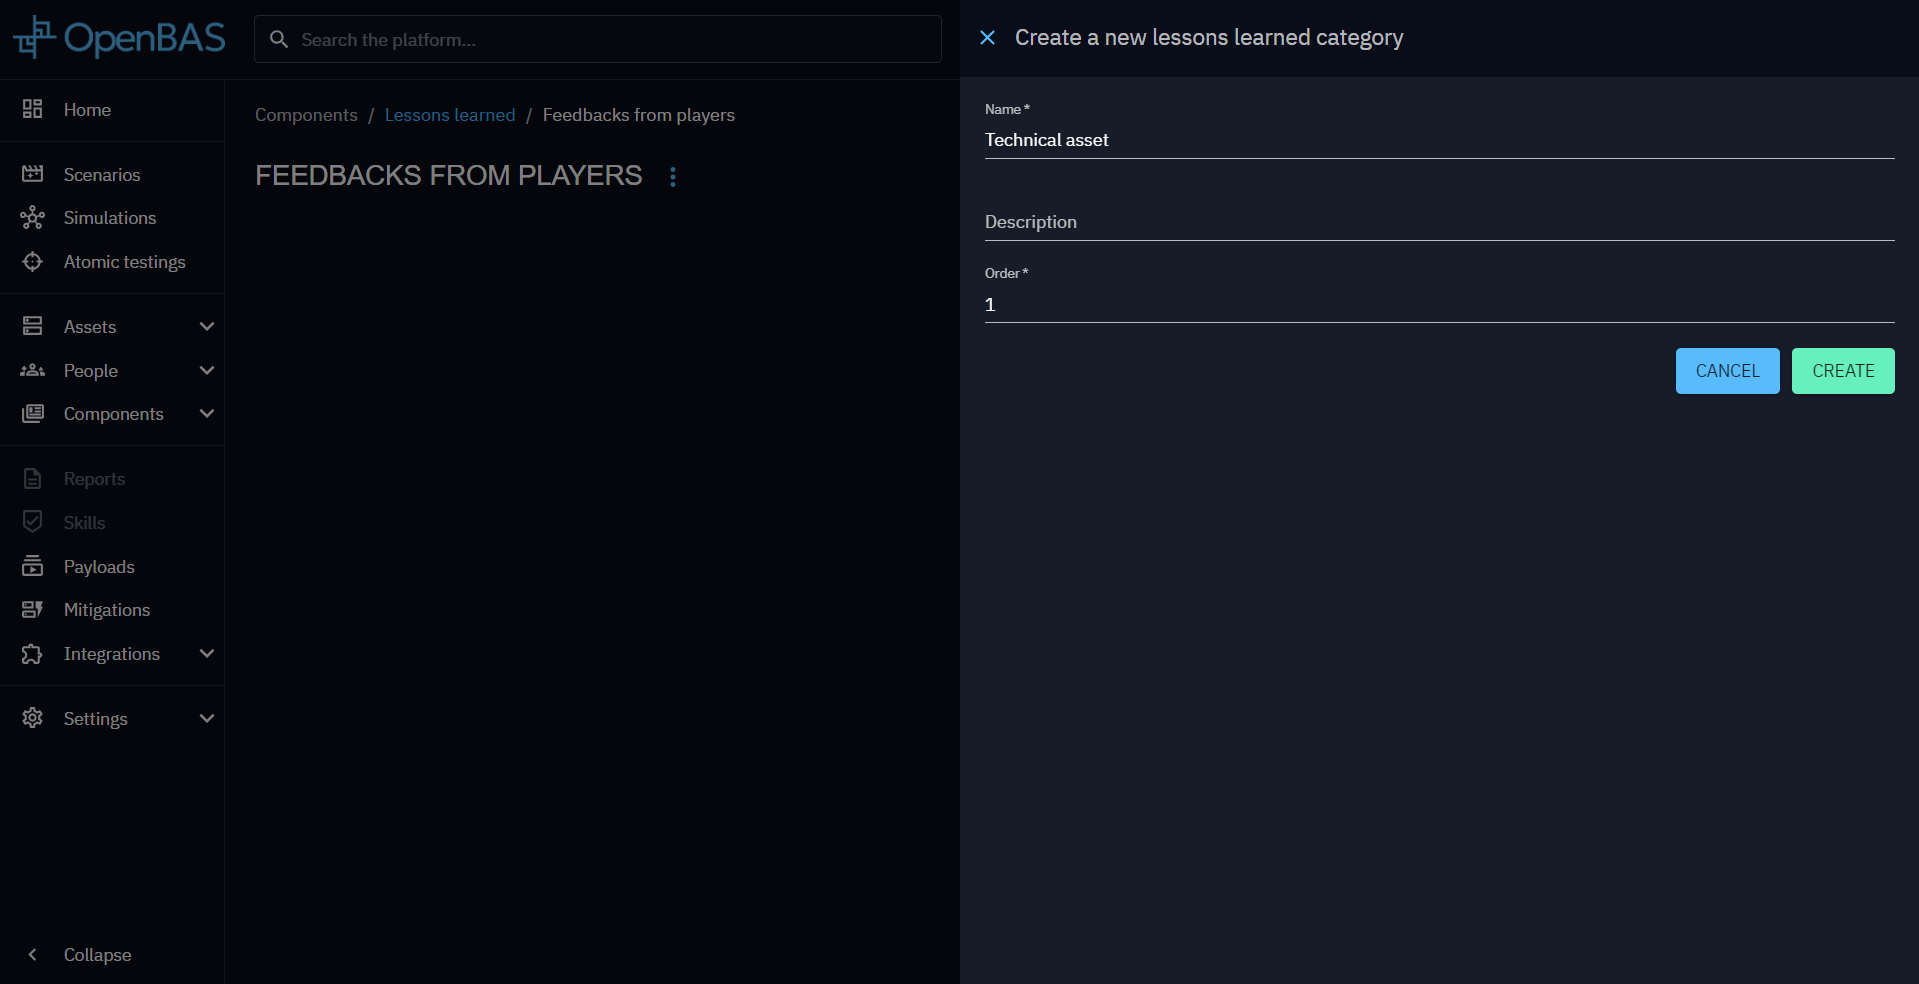 OpenBAS
Search the platform...
Create a new lessons learned category
Home
Scenarios
Simulations
Atomic testings
Assets
People
Components
Reports
Skills
Payloads
Mitigations
Integrations
Settings
Collapse
Components / Lessons learned / Feedbacks from players
FEEDBACKS FROM PLAYERS
Name *
Technical asset
Description
Order *
1
CANCEL CREATE